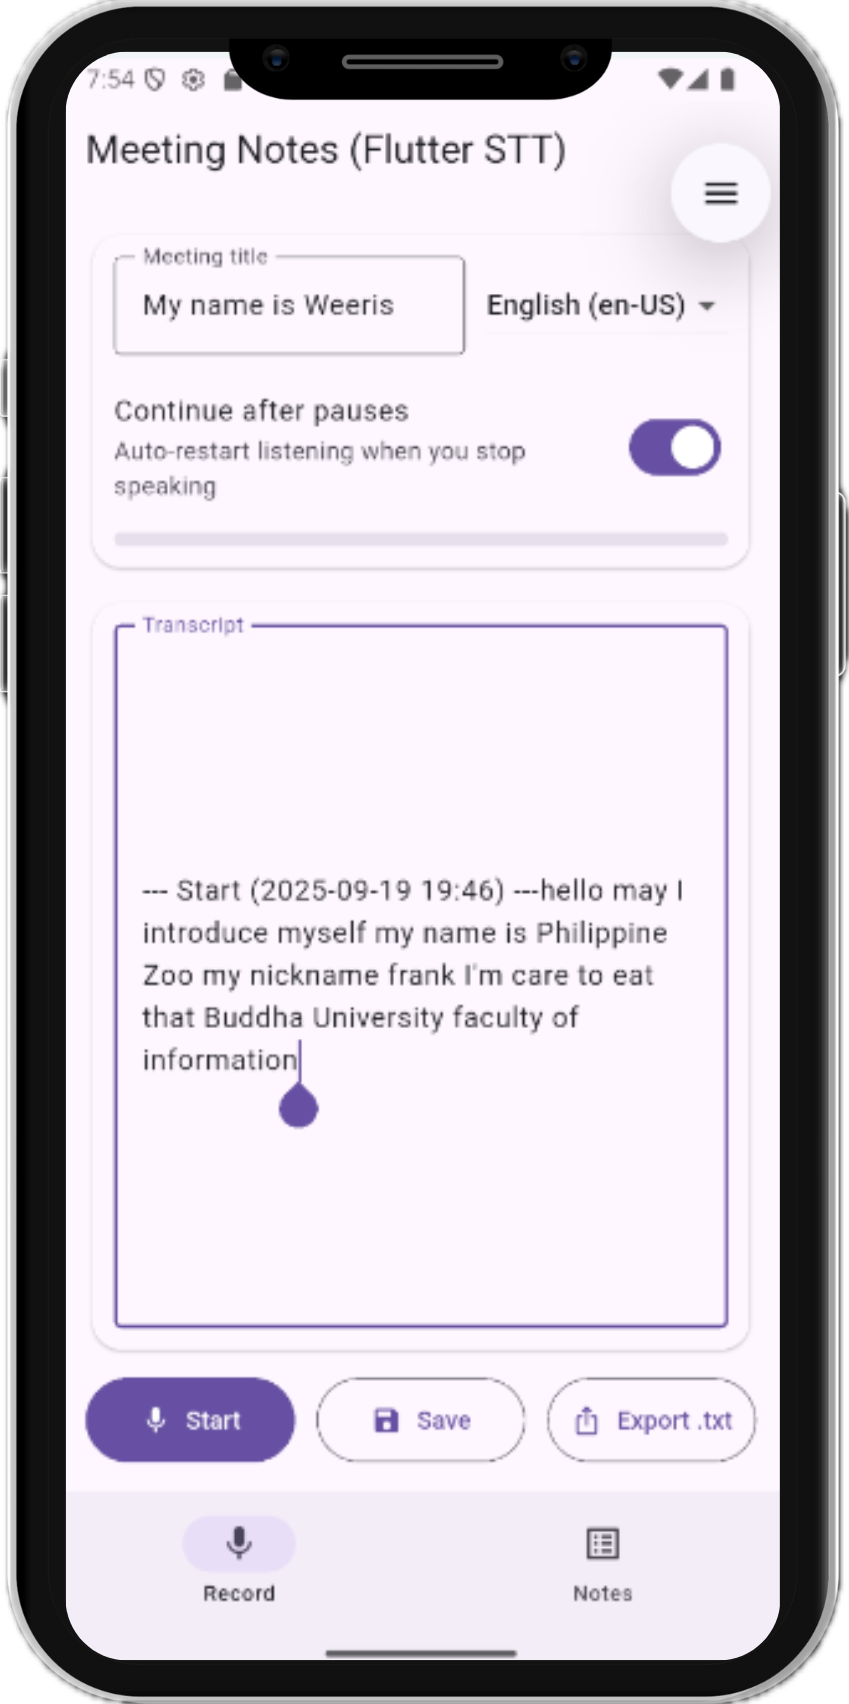 7:54
Meeting Notes (Flutter STT)
Meeting title
My name is Weeris
English (en-US)
Continue after pauses
Auto-restart listening when you stop
speaking
Transcript
--- Start (2025-09-19 19:46) ---hello may I
introduce myself my name is Philippine
Zoo my nickname frank I'm care to eat
that Buddha University faculty of
information
Start
Save
Export .txt
Record
Notes